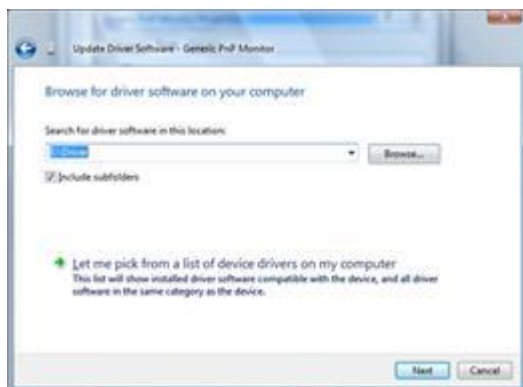 Update Driver Software - Generic PnP Monitor
Browse for driver software on your computer
Search for driver software in this location:
Browse...
Include subfolders
Let me pick from a list of device drivers on my computer
This list will show installed driver software compatible with the device, and all driver
software in the same category as the device.
Next Cancel